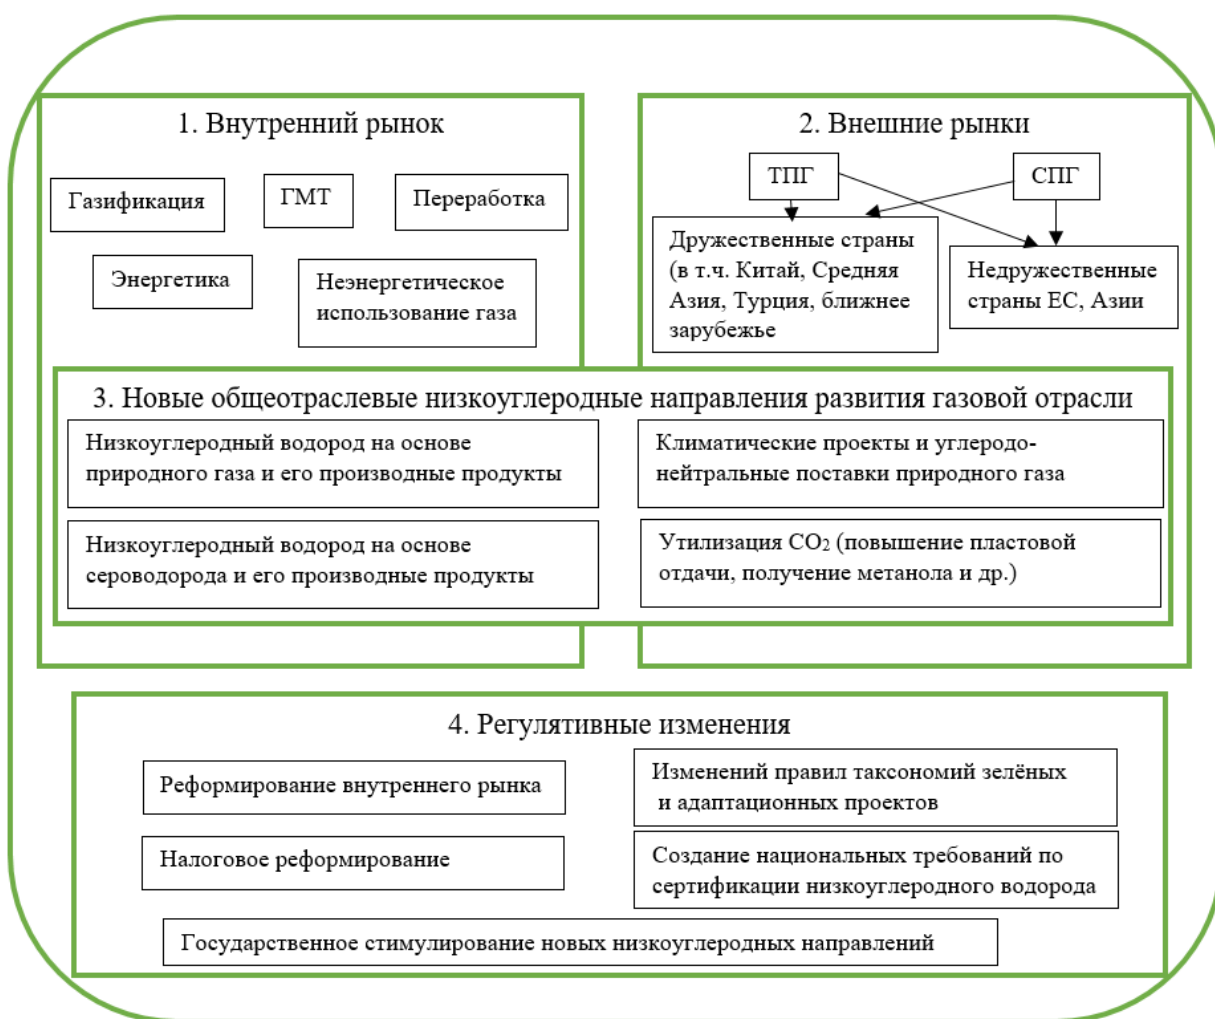 1. Внутренний рынок
Газификация
ГМТ
Переработка
Энергетика
Неэнергетическое
использование газа
2. Внешние рынки
ТПГ
СПГ
Дружественные страны
(в т.ч. Китай, Средняя
Азия, Турция, ближнее
зарубежье
Недружественные
страны ЕС, Азии
3. Новые общеотраслевые низкоуглеродные направления развития газовой отрасли
Низкоуглеродный водород на основе
природного газа и его производные продукты
Климатические проекты и углеродо-
нейтральные поставки природного газа
Низкоуглеродный водород на основе
сероводорода и его производные продукты
Утилизация CO₂ (повышение пластовой
отдачи, получение метанола и др.)
4. Регулятивные изменения
Реформирование внутреннего рынка
Изменений правил таксономий зелёных
и адаптационных проектов
Налоговое реформирование
Создание национальных требований по
сертификации низкоуглеродного водорода
Государственное стимулирование новых низкоуглеродных направлений